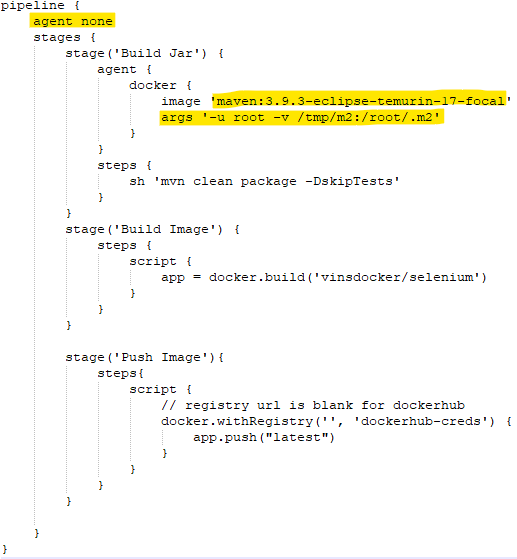 pipeline {
    agent none
    stages {
        stage('Build Jar') {
            agent {
                docker {
                    image 'maven:3.9.3-eclipse-temurin-17-focal'
                    args '-u root -v /tmp/m2:/root/.m2'
                }
            }
            steps {
                sh 'mvn clean package -DskipTests'
            }
        }
        stage('Build Image') {
            steps {
                script {
                    app = docker.build('vinsdocker/selenium')
                }
            }
        }

        stage('Push Image'){
            steps{
                script {
                    // registry url is blank for dockerhub
                    docker.withRegistry('', 'dockerhub-creds') {
                        app.push("latest")
                    }
                }
            }
        }

    }
}